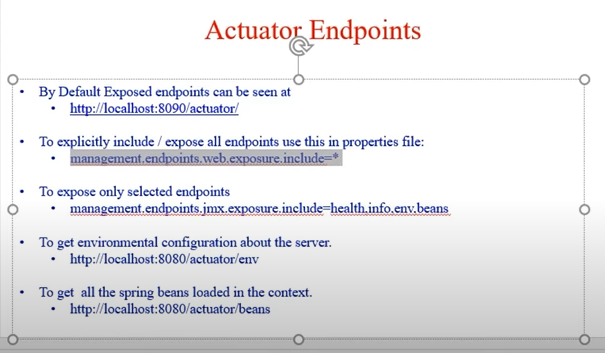 Actuator Endpoints
• By Default Exposed endpoints can be seen at
• http://localhost:8090/actuator/
• To explicitly include / expose all endpoints use this in properties file:
• management.endpoints.web.exposure.include=*
• To expose only selected endpoints
• management.endpoints.jmx.exposure.include=health,info,env,beans
• To get environmental configuration about the server.
• http://localhost:8080/actuator/env
• To get  all the spring beans loaded in the context.
• http://localhost:8080/actuator/beans